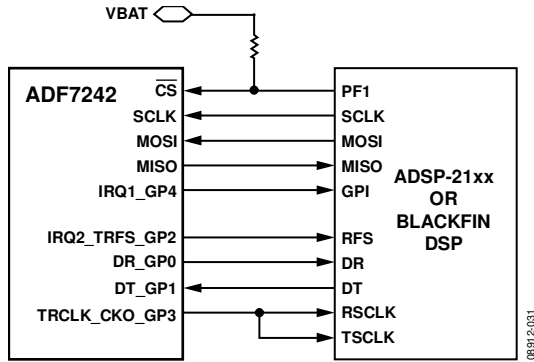 VBAT
ADF7242
CS
SCLK
MOSI
MISO
IRQ1_GP4
IRQ2_TRFS_GP2
DR_GP0
DT_GP1
TRCLK_CKO_GP3
PF1
SCLK
MOSI
MISO
GPI
RFS
DR
DT
RSCLK
TSCLK
ADSP-21xx
OR
BLACKFIN
DSP
08912-031